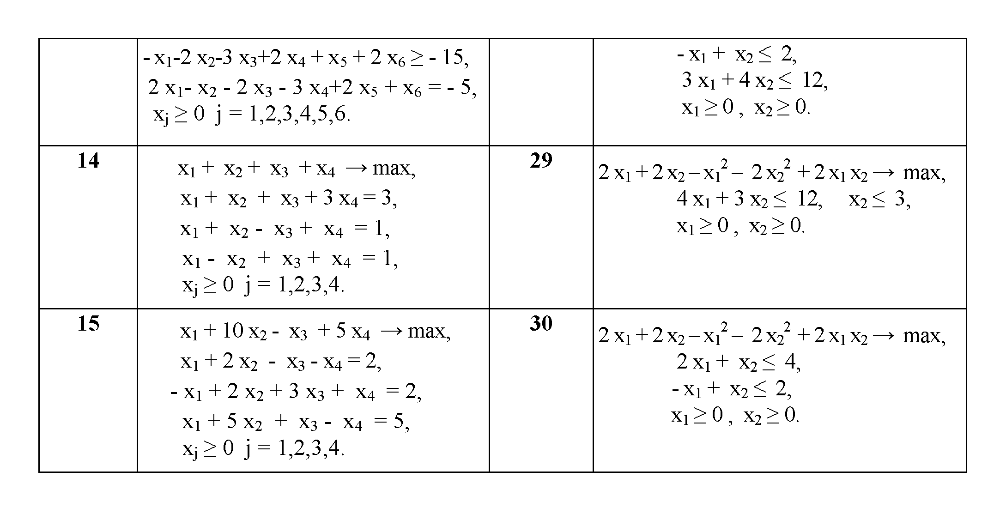 - x₁-2 x₂-3 x₃+2 x₄ + x₅ + 2 x₆ ≥ - 15,
2 x₁- x₂ - 2 x₃ - 3 x₄+2 x₅ + x₆ = - 5,
xⱼ ≥ 0 j = 1,2,3,4,5,6.
- x₁ + x₂ ≤ 2,
3 x₁ + 4 x₂ ≤ 12,
x₁ ≥ 0 , x₂ ≥ 0.
14
x₁ + x₂ + x₃ + x₄ → max,
x₁ + x₂ + x₃ + 3 x₄ = 3,
x₁ + x₂ - x₃ + x₄ = 1,
x₁ - x₂ + x₃ + x₄ = 1,
xⱼ ≥ 0 j = 1,2,3,4.
29
2 x₁ + 2 x₂ – x₁² – 2 x₂² + 2 x₁ x₂ → max,
4 x₁ + 3 x₂ ≤ 12, x₂ ≤ 3,
x₁ ≥ 0 , x₂ ≥ 0.
15
x₁ + 10 x₂ - x₃ + 5 x₄ → max,
x₁ + 2 x₂ - x₃ - x₄ = 2,
- x₁ + 2 x₂ + 3 x₃ + x₄ = 2,
x₁ + 5 x₂ + x₃ - x₄ = 5,
xⱼ ≥ 0 j = 1,2,3,4.
30
2 x₁ + 2 x₂ – x₁² – 2 x₂² + 2 x₁ x₂ → max,
2 x₁ + x₂ ≤ 4,
- x₁ + x₂ ≤ 2,
x₁ ≥ 0 , x₂ ≥ 0.